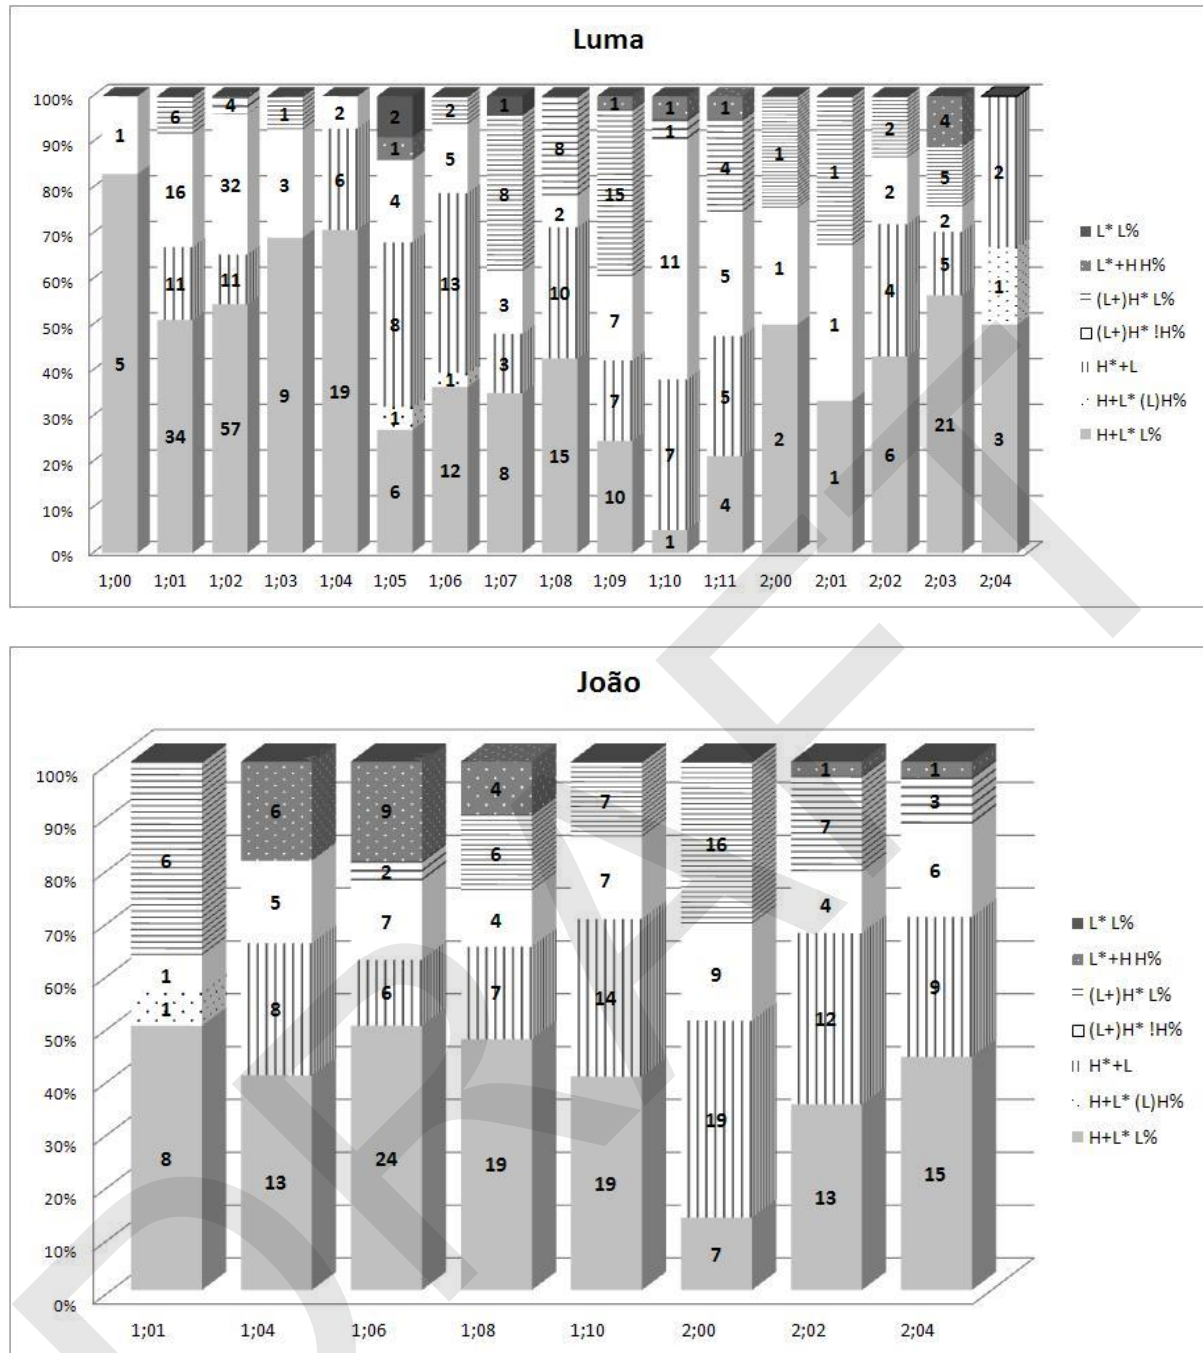 Luma
100%
90%
80%
70%
60%
50%
40%
30%
20%
10%
0%
1 6 4 1 2 2 2 1 8 1 1 1 1 1 2 4 2
16 32 3 6 1 5 8 2 15 1 4 1 1 2 5 1
11 11 9 19 4 13 3 10 7 11 5 2 1 4 2 3
5 34 57 8 1 3 15 7 7 5 6 5
1 12 8 10 1 4 21
6
1;00 1;01 1;02 1;03 1;04 1;05 1;06 1;07 1;08 1;09 1;10 1;11 2;00 2;01 2;02 2;03 2;04
L* L%
L*+H H%
(L+)H* L%
(L+)H* !H%
H*+L
H+L* (L)H%
H+L* L%
João
100%
90%
80%
70%
60%
50%
40%
30%
20%
10%
0%
6 6 9 4 7 16 1 1
1 5 2 6 7 9 7 3
1 8 7 4 14 19 4 6
8 13 6 7 19 7 12 9
24 19 13 15
1;01 1;04 1;06 1;08 1;10 2;00 2;02 2;04
L* L%
L*+H H%
(L+)H* L%
(L+)H* !H%
H*+L
H+L* (L)H%
H+L* L%
DRAFT